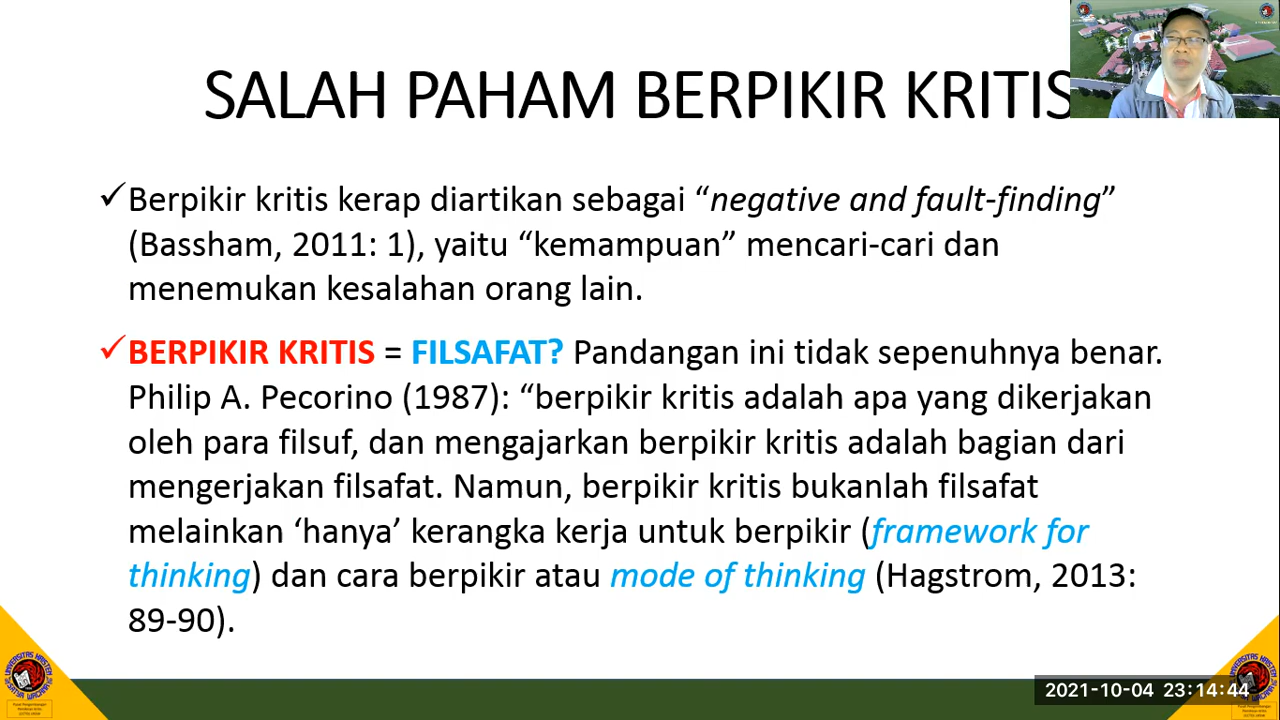 SALAH PAHAM BERPIKIR KRITIS
✓Berpikir kritis kerap diartikan sebagai “negative and fault-finding”
(Bassham, 2011: 1), yaitu “kemampuan” mencari-cari dan
menemukan kesalahan orang lain.
✓BERPIKIR KRITIS = FILSAFAT? Pandangan ini tidak sepenuhnya benar.
Philip A. Pecorino (1987): “berpikir kritis adalah apa yang dikerjakan
oleh para filsuf, dan mengajarkan berpikir kritis adalah bagian dari
mengerjakan filsafat. Namun, berpikir kritis bukanlah filsafat
melainkan ‘hanya’ kerangka kerja untuk berpikir (framework for
thinking) dan cara berpikir atau mode of thinking (Hagstrom, 2013:
89-90).
UNIVERSITAS KRISTEN
SATYA WACANA
2021-10-04 23:14:44